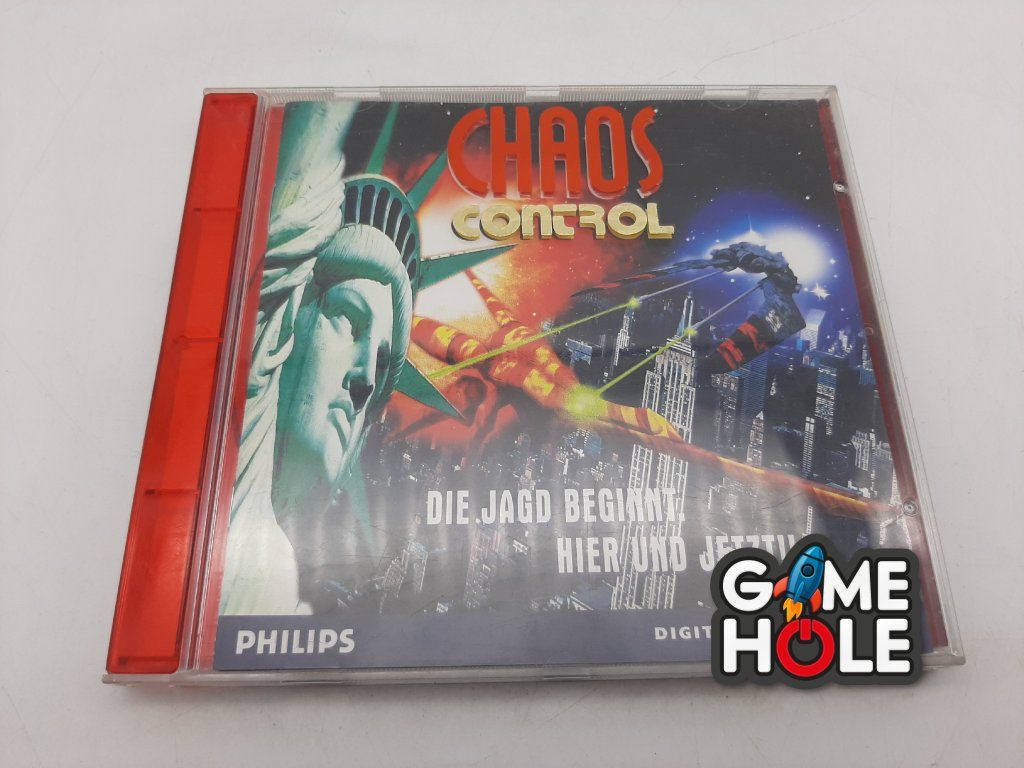 CHAOS
CONTROL
DIE JAGD BEGINNT.
HIER UND
PHILIPS
GAME
HOLE